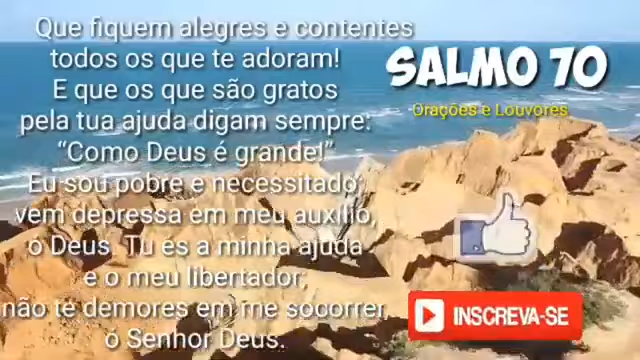 Que fiquem alegres e contentes
todos os que te adoram!
E que os que são gratos
pela tua ajuda digam sempre:
“Como Deus é grande!”
Eu sou pobre e necessitado;
vem depressa em meu auxílio,
ó Deus. Tu és a minha ajuda
e o meu libertador;
não te demores em me socorrer,
ó Senhor Deus.
SALMO 70
Orações e Louvores
INSCREVA-SE